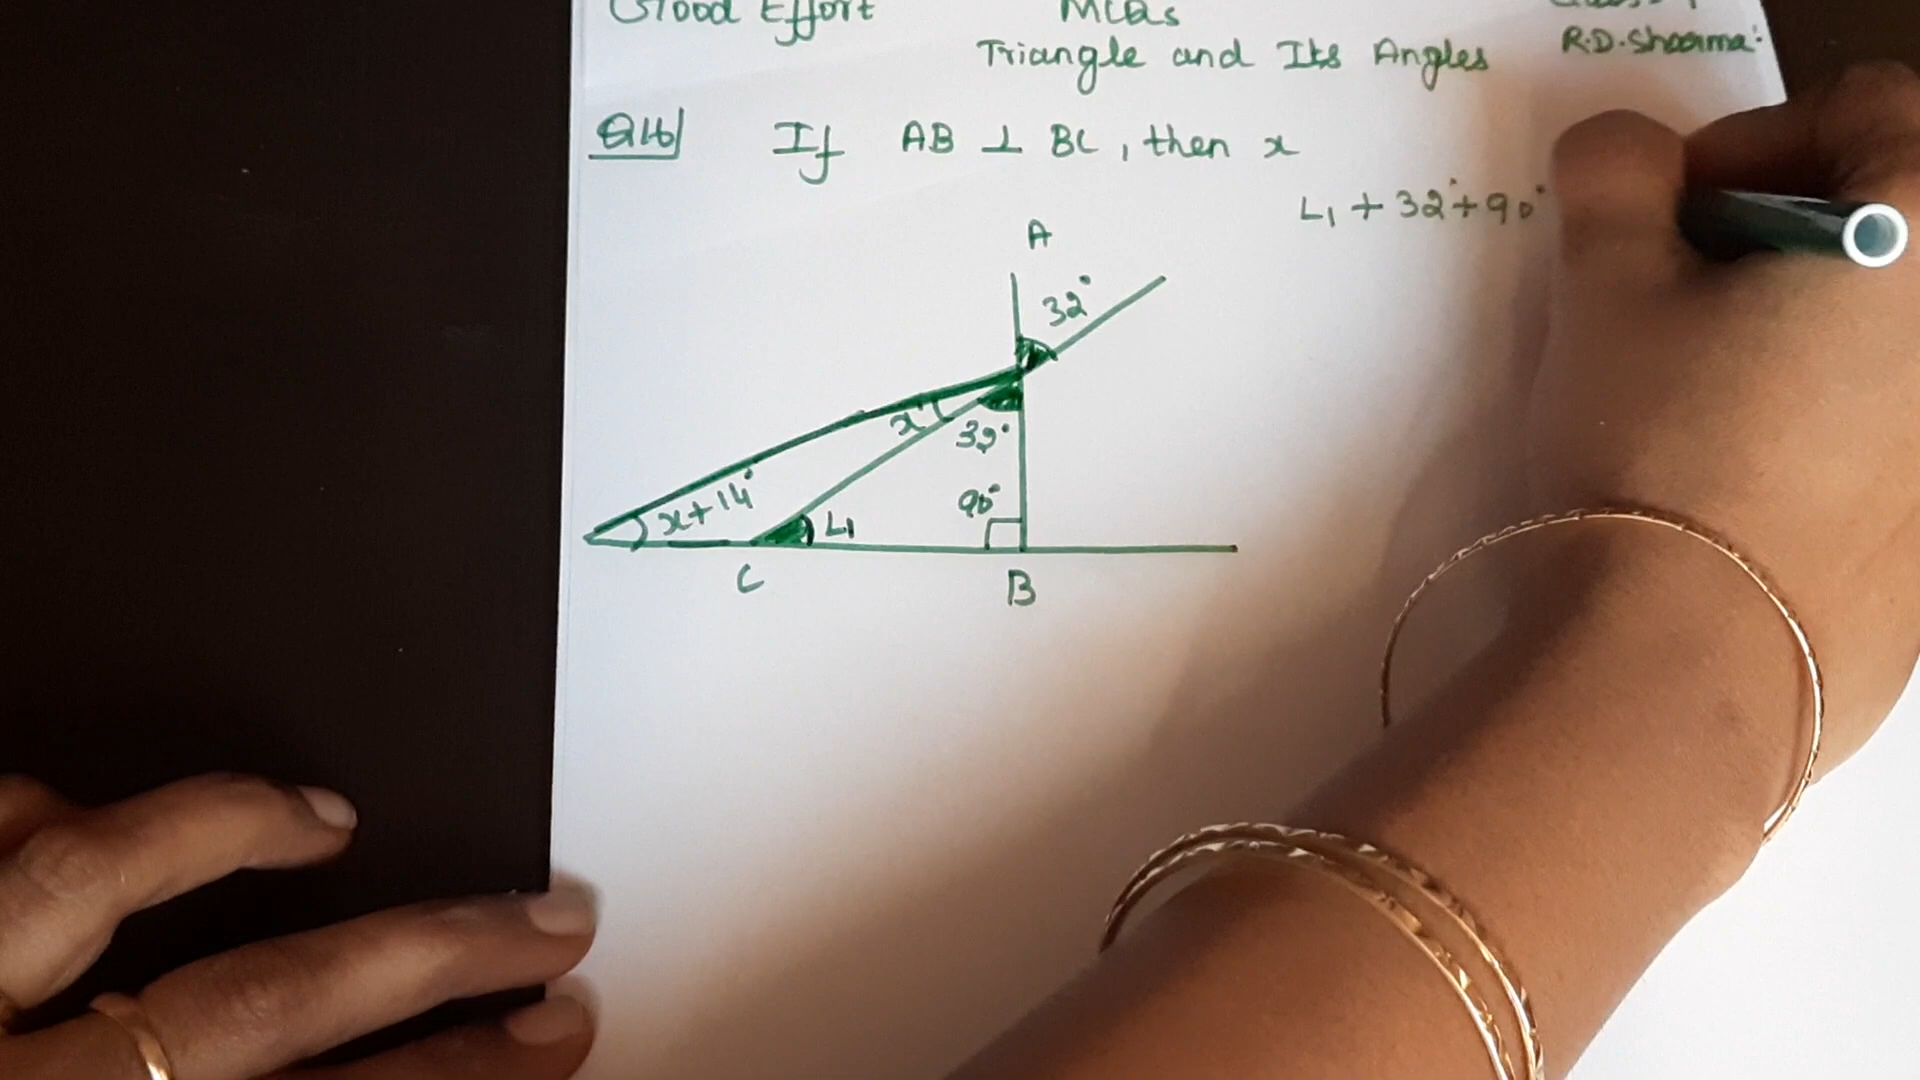 Good Effort
MCQs
Triangle and Its Angles
R.D. Sharma:
Q16 If AB ⊥ BC, then x
∠1 + 32° + 90°
A
32°
x°
32°
x+14°
∠1
90°
C
B